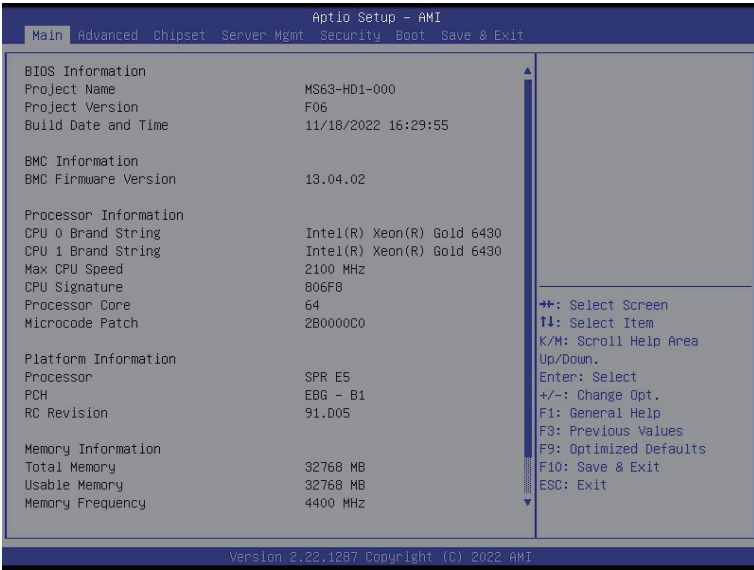 Aptio Setup – AMI
Main Advanced Chipset Server Mgmt Security Boot Save & Exit
BIOS Information
Project Name MS63-HD1-000
Project Version F06
Build Date and Time 11/18/2022 16:29:55
BMC Information
BMC Firmware Version 13.04.02
Processor Information
CPU 0 Brand String Intel(R) Xeon(R) Gold 6430
CPU 1 Brand String Intel(R) Xeon(R) Gold 6430
Max CPU Speed 2100 MHz
CPU Signature 806F8
Processor Core 64
Microcode Patch 2B0000C0
Platform Information
Processor SPR E5
PCH EBG - B1
RC Revision 91.D05
Memory Information
Total Memory 32768 MB
Usable Memory 32768 MB
Memory Frequency 4400 MHz
→←: Select Screen
↑↓: Select Item
K/M: Scroll Help Area
Up/Down.
Enter: Select
+/-: Change Opt.
F1: General Help
F3: Previous Values
F9: Optimized Defaults
F10: Save & Exit
ESC: Exit
Version 2.22.1287 Copyright (C) 2022 AMI